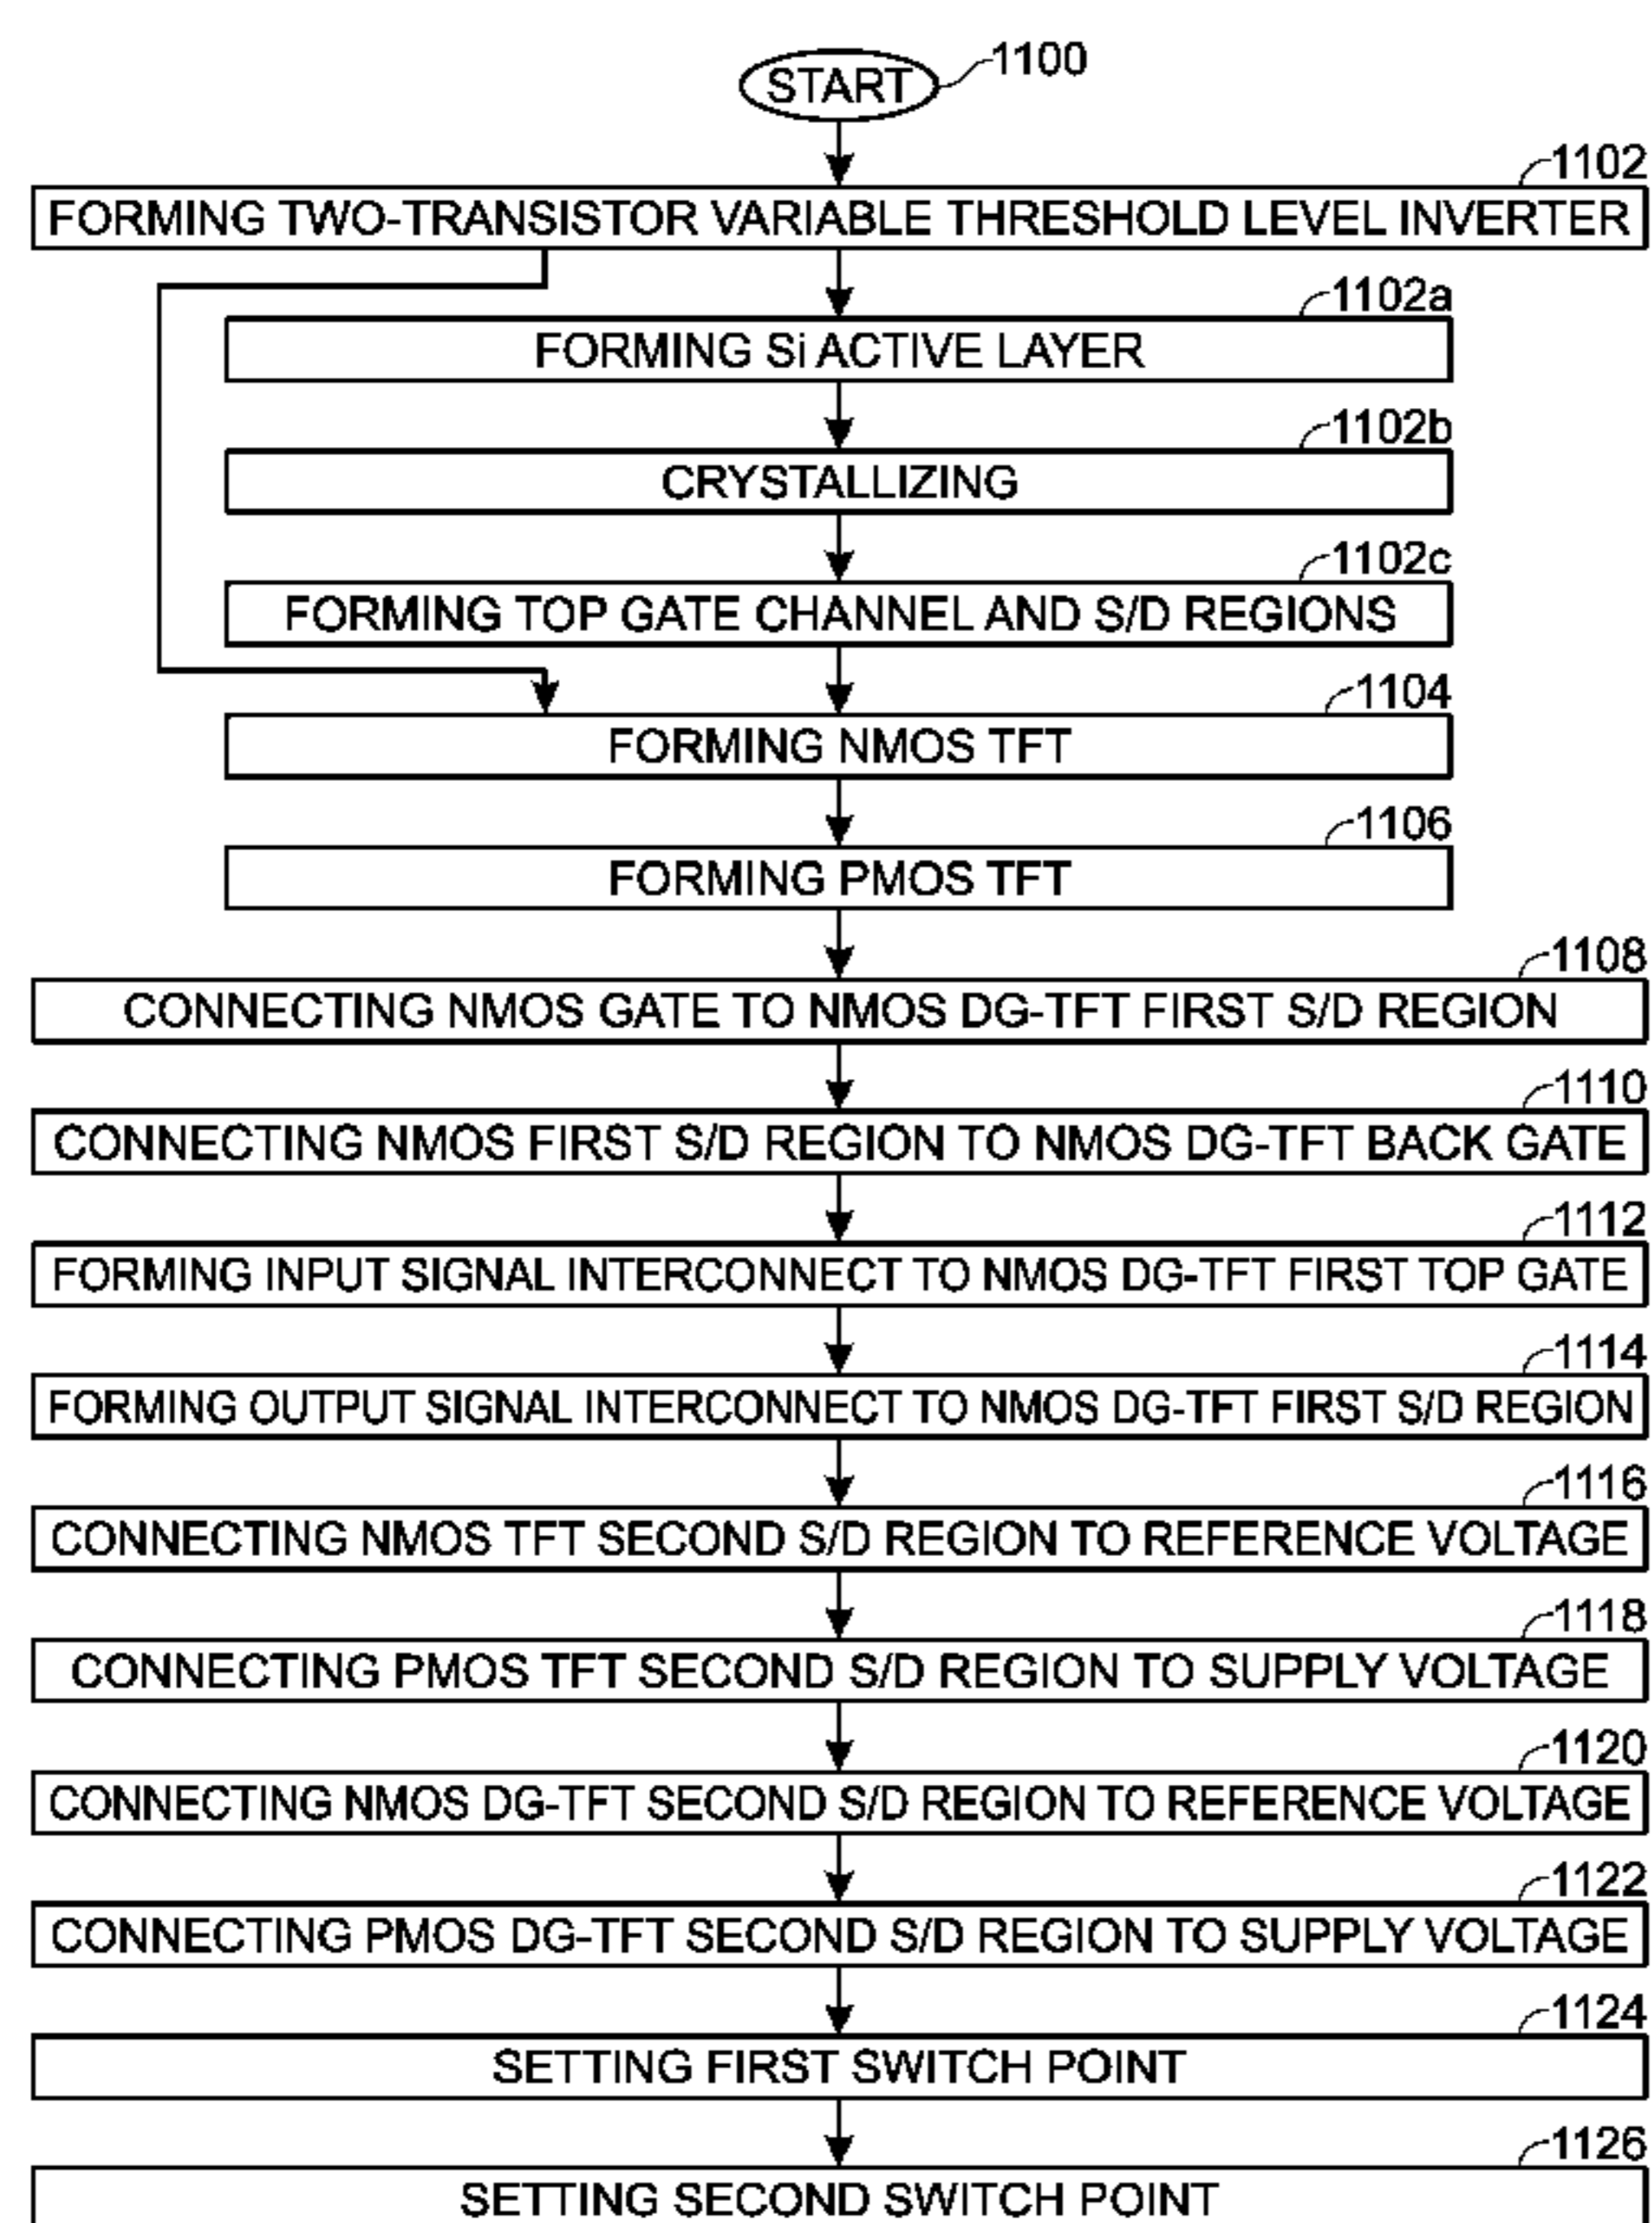 START
1100
1102
FORMING TWO-TRANSISTOR VARIABLE THRESHOLD LEVEL INVERTER
1102a
FORMING Si ACTIVE LAYER
1102b
CRYSTALLIZING
1102c
FORMING TOP GATE CHANNEL AND S/D REGIONS
1104
FORMING NMOS TFT
1106
FORMING PMOS TFT
1108
CONNECTING NMOS GATE TO NMOS DG-TFT FIRST S/D REGION
1110
CONNECTING NMOS FIRST S/D REGION TO NMOS DG-TFT BACK GATE
1112
FORMING INPUT SIGNAL INTERCONNECT TO NMOS DG-TFT FIRST TOP GATE
1114
FORMING OUTPUT SIGNAL INTERCONNECT TO NMOS DG-TFT FIRST S/D REGION
1116
CONNECTING NMOS TFT SECOND S/D REGION TO REFERENCE VOLTAGE
1118
CONNECTING PMOS TFT SECOND S/D REGION TO SUPPLY VOLTAGE
1120
CONNECTING NMOS DG-TFT SECOND S/D REGION TO REFERENCE VOLTAGE
1122
CONNECTING PMOS DG-TFT SECOND S/D REGION TO SUPPLY VOLTAGE
1124
SETTING FIRST SWITCH POINT
1126
SETTING SECOND SWITCH POINT